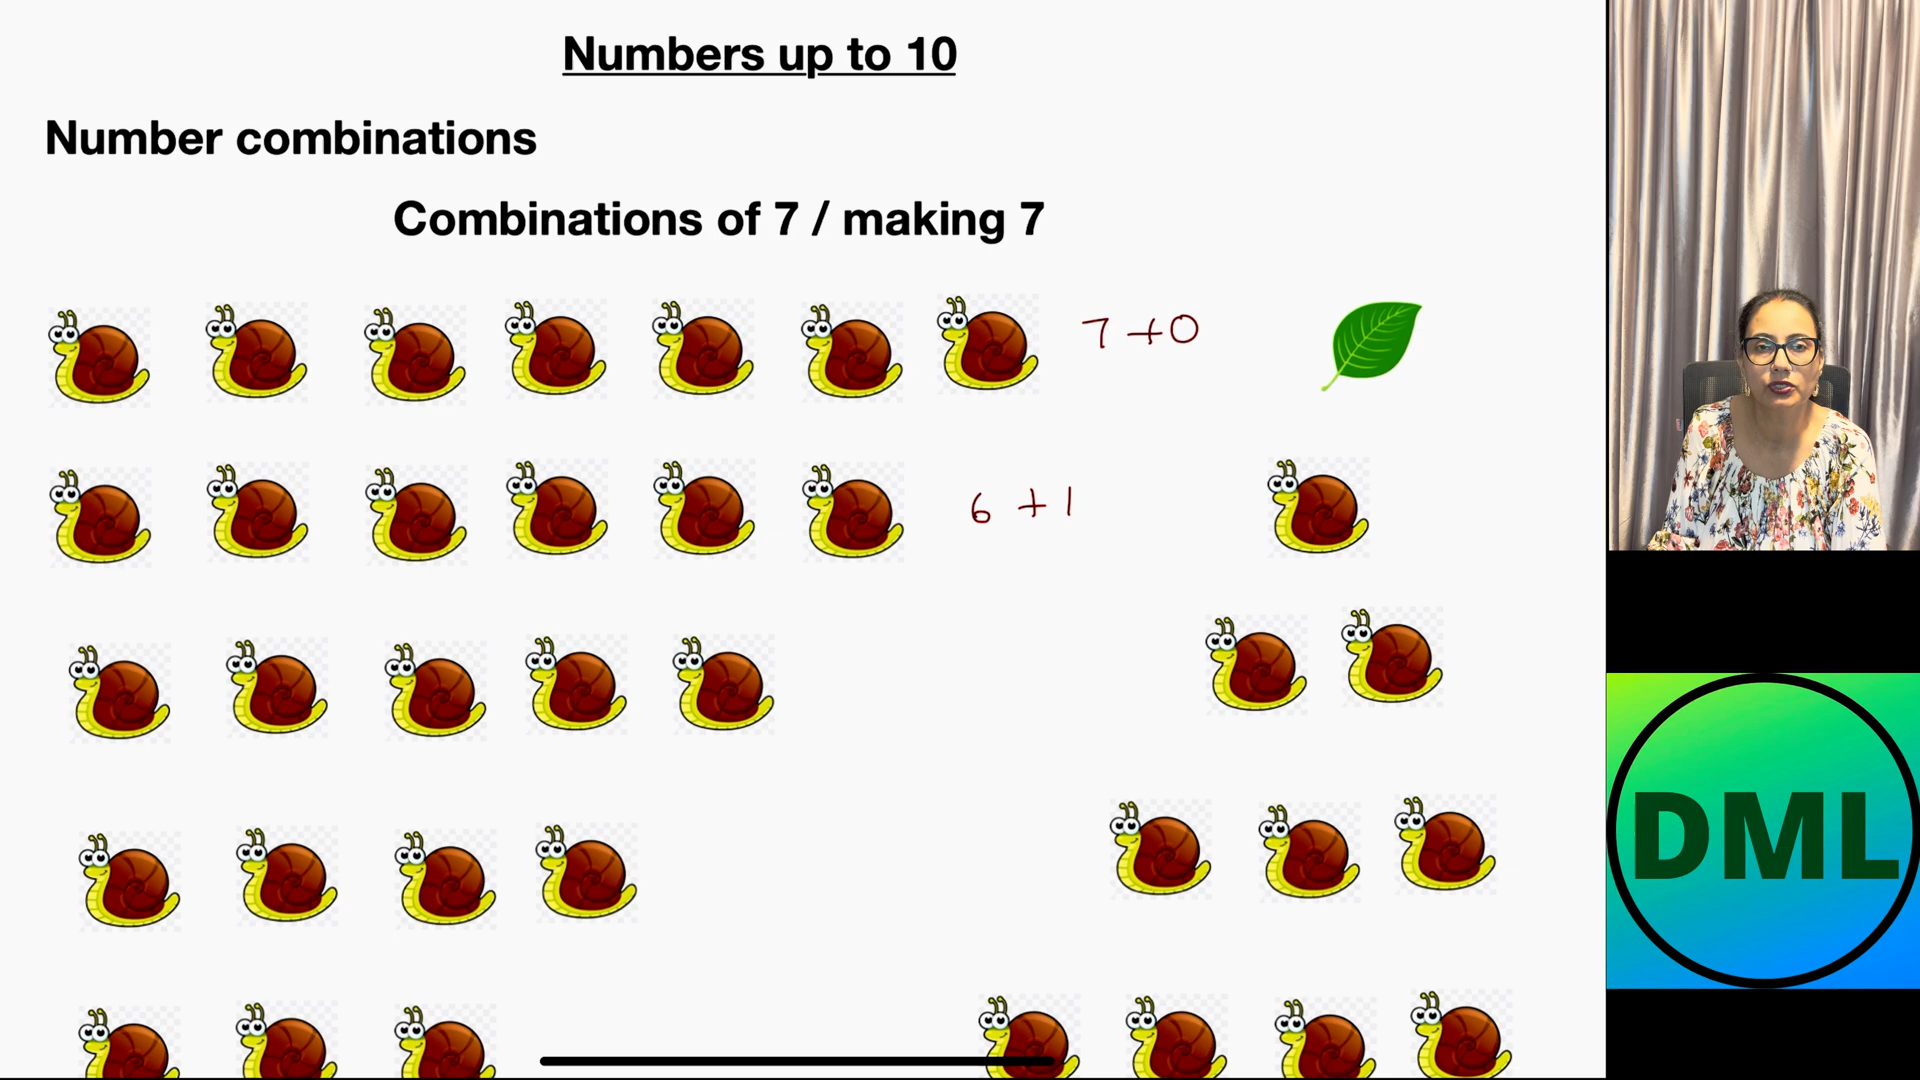 Numbers up to 10
Number combinations
Combinations of 7 / making 7
7 + 0
6 + 1
DML